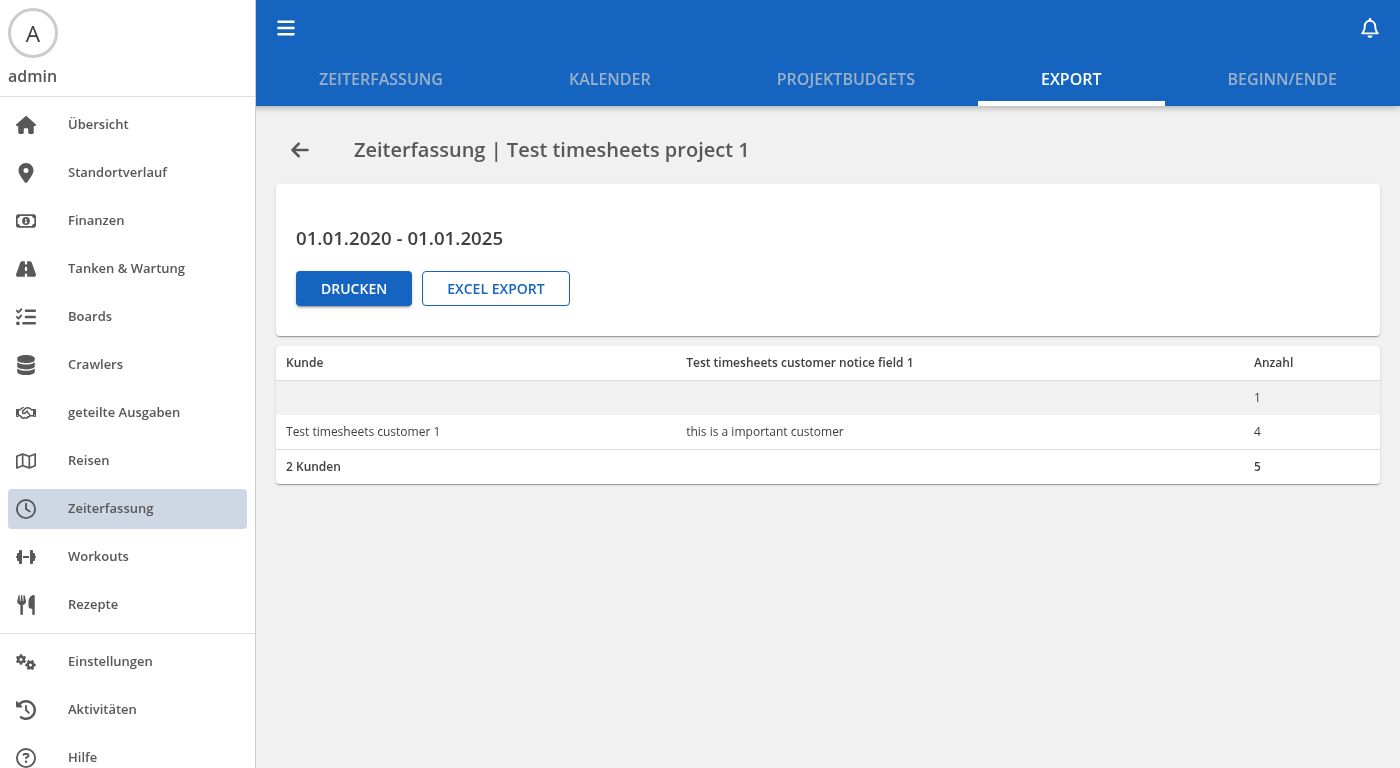 A
admin
Übersicht
Standortverlauf
Finanzen
Tanken & Wartung
Boards
Crawlers
geteilte Ausgaben
Reisen
Zeiterfassung
Workouts
Rezepte
Einstellungen
Aktivitäten
Hilfe
ZEITERFASSUNG KALENDER PROJEKTBUDGETS EXPORT BEGINN/ENDE
Zeiterfassung | Test timesheets project 1
01.01.2020 - 01.01.2025
DRUCKEN EXCEL EXPORT
Kunde Test timesheets customer notice field 1 Anzahl
1
Test timesheets customer 1 this is a important customer 4
2 Kunden 5